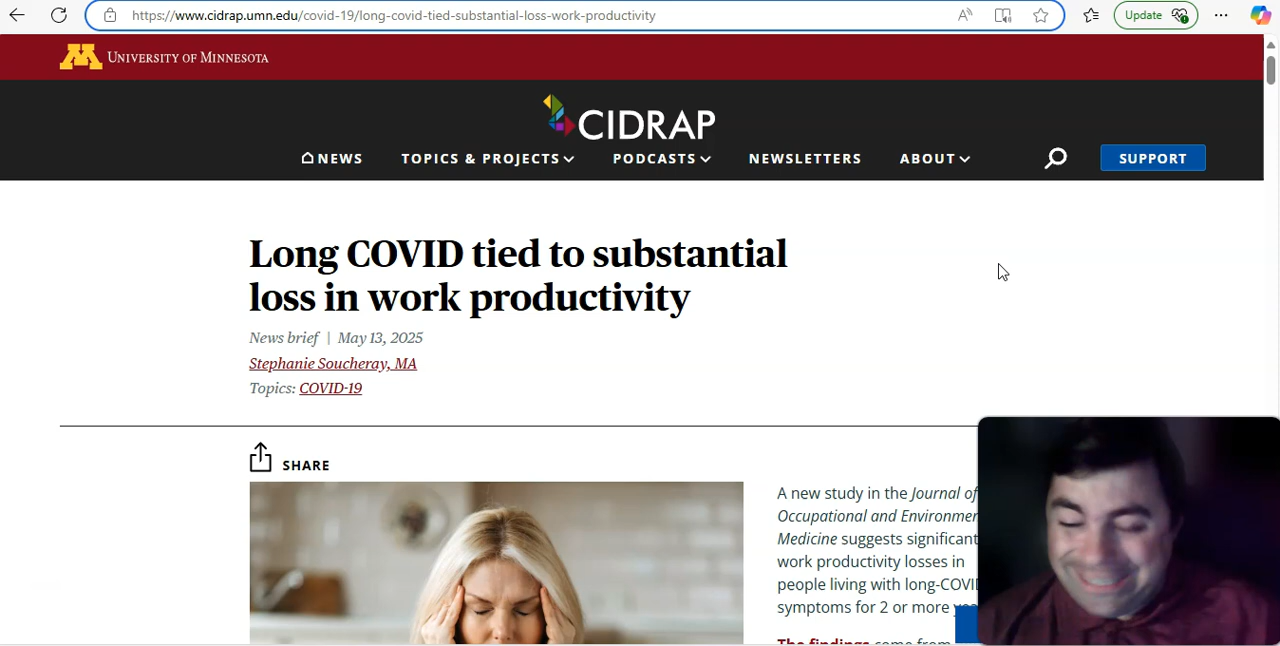 https://www.cidrap.umn.edu/covid-19/long-covid-tied-substantial-loss-work-productivity
Update
UNIVERSITY OF MINNESOTA
CIDRAP
NEWS
TOPICS & PROJECTS
PODCASTS
NEWSLETTERS
ABOUT
SUPPORT
Long COVID tied to substantial
loss in work productivity
News brief | May 13, 2025
Stephanie Soucheray, MA
Topics: COVID-19
SHARE
A new study in the Journal of
Occupational and Environmen
Medicine suggests significant
work productivity losses in
people living with long-COVI
symptoms for 2 or more yea
The findings come from